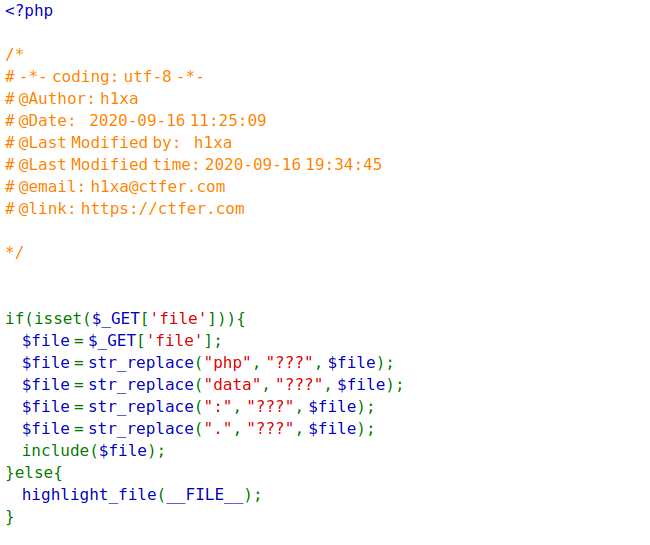 <?php
/*
# -*- coding: utf-8 -*-
# @Author: h1xa
# @Date:   2020-09-16 11:25:09
# @Last Modified by:   h1xa
# @Last Modified time: 2020-09-16 19:34:45
# @email: h1xa@ctfer.com
# @link: https://ctfer.com
*/
if(isset($_GET['file'])){
$file = $_GET['file'];
$file = str_replace("php", "???", $file);
$file = str_replace("data", "???", $file);
$file = str_replace(":", "???", $file);
$file = str_replace(".", "???", $file);
include($file);
}else{
highlight_file(__FILE__);
}